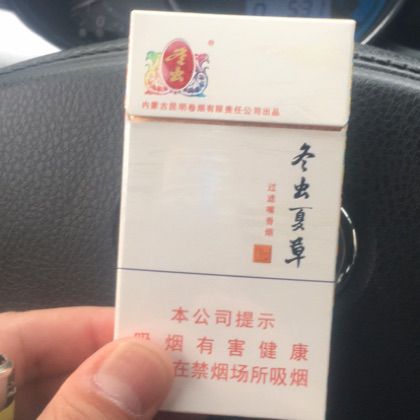 冬虫
®
内蒙古昆明卷烟有限责任公司出品
冬虫夏草
过滤嘴香烟
本公司提示
吸烟有害健康
在禁烟场所吸烟